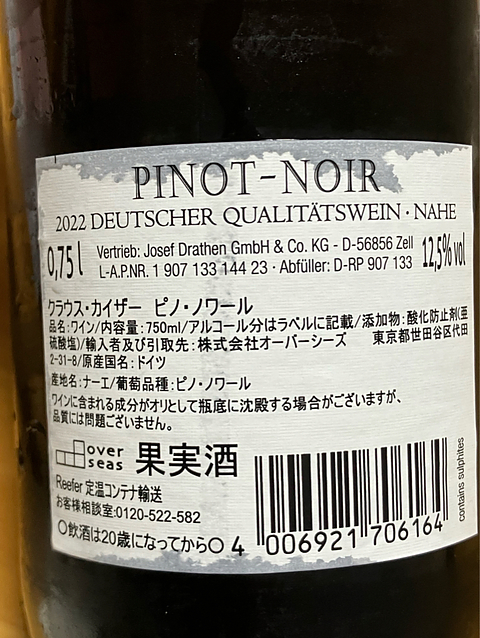 PINOT-NOIR
2022 DEUTSCHER QUALITÄTSWEIN · NAHE
0,75 l
Vertrieb: Josef Drathen GmbH & Co. KG - D-56856 Zell
L-A.P.NR. 1 907 133 144 23 · Abfüller: D-RP 907 133
12,5% vol
クラウス・カイザー ピノ・ノワール
品名:ワイン/内容量:750ml/アルコール分はラベルに記載/添加物:酸化防止剤(亜
硫酸塩)/輸入者及び引取先:株式会社オーバーシーズ 東京都世田谷区代田
2-31-8/原産国名:ドイツ
産地名:ナーエ/葡萄品種:ピノ・ノワール
ワインに含まれる成分がオリとして瓶底に沈殿する場合がございますが、
品質には問題ございません。
over
seas
果実酒
Reefer 定温コンテナ輸送
お客様相談室:0120-522-582
〇飲酒は20歳になってから〇
4 006921 706164
contains sulphites